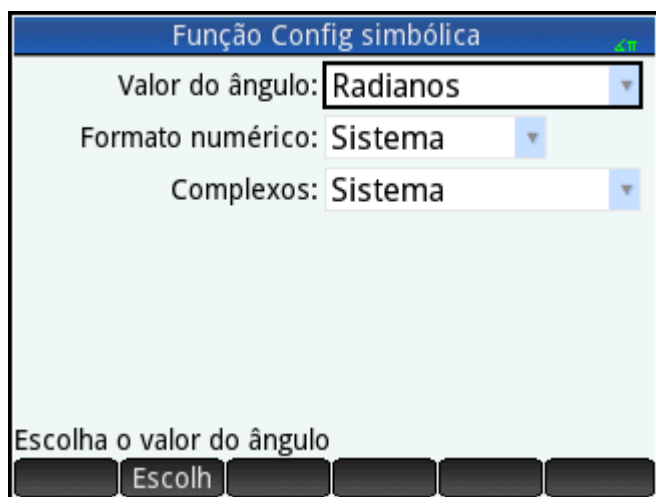 Função Config simbólica
∡π
Valor do ângulo: Radianos
Formato numérico: Sistema
Complexos: Sistema
Escolha o valor do ângulo
Escolh